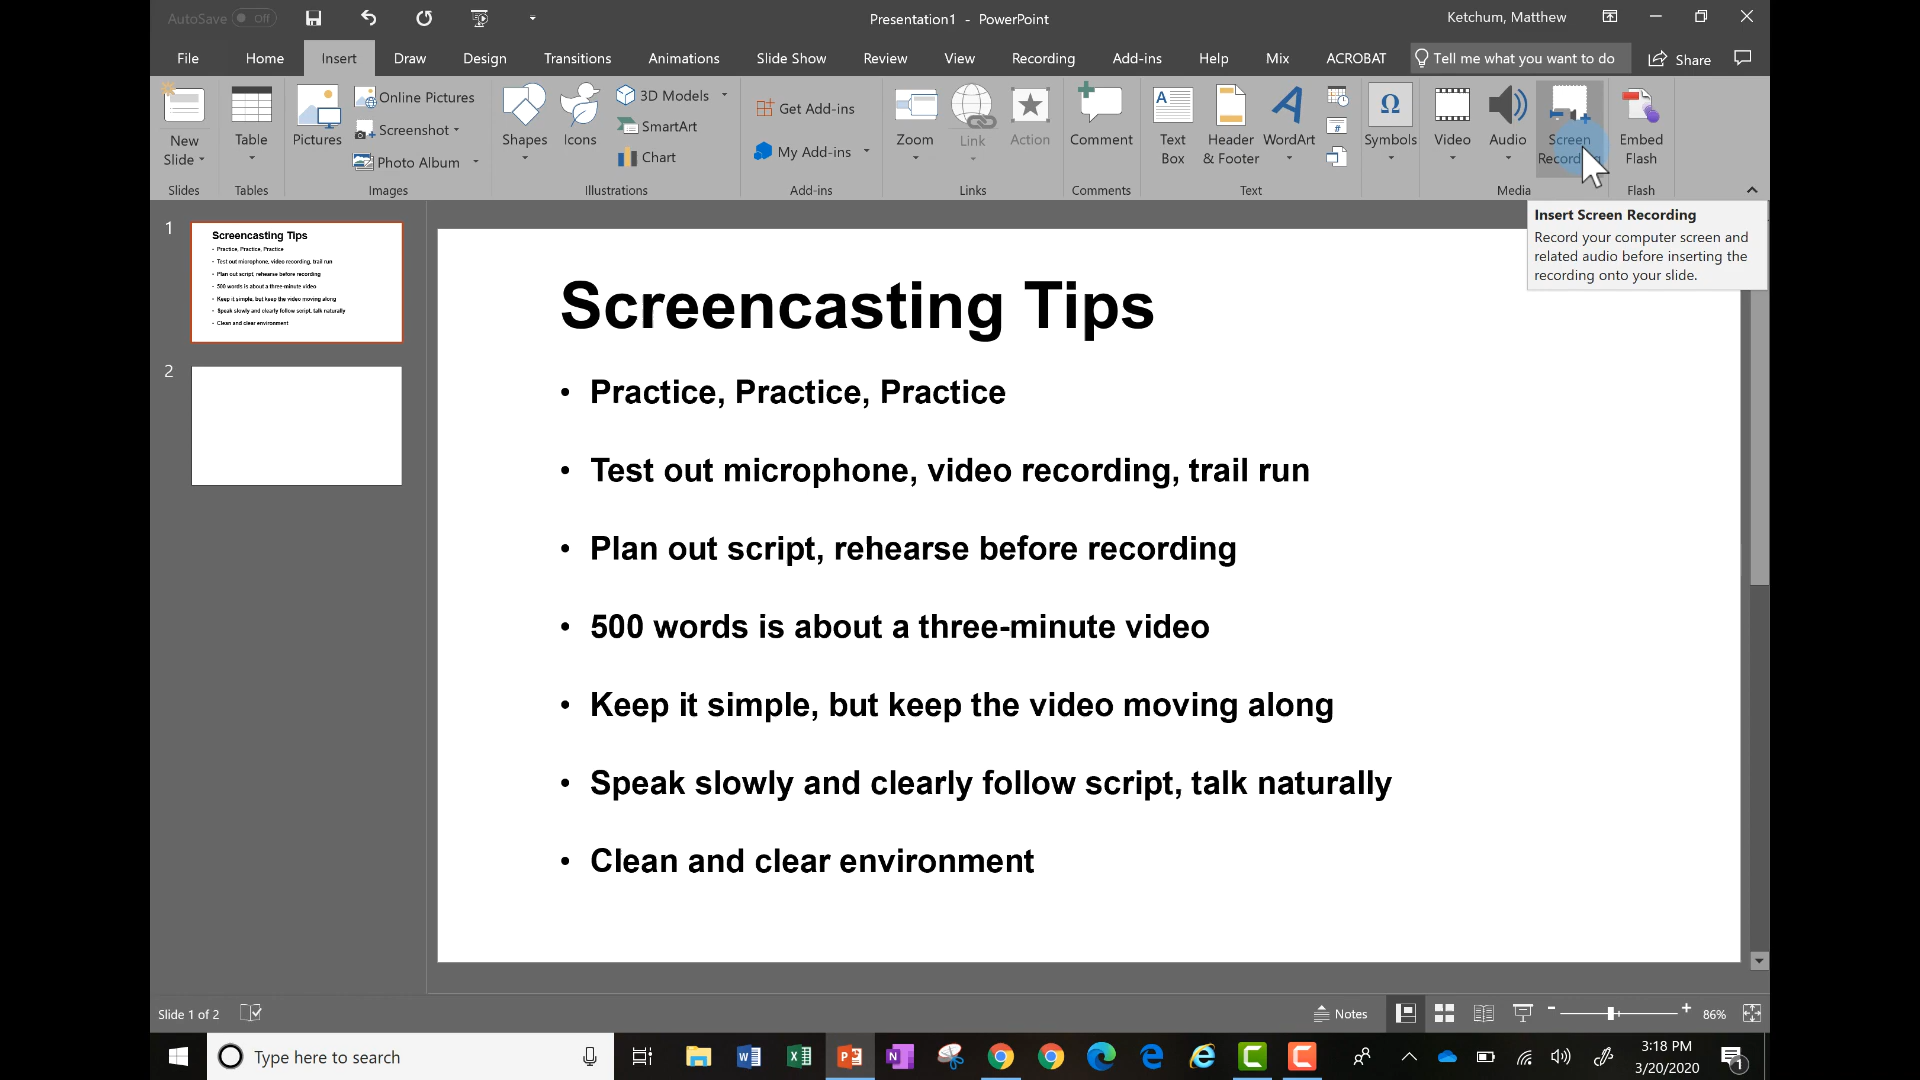 AutoSave Off
Presentation1 - PowerPoint
Ketchum, Matthew
File Home Insert Draw Design Transitions Animations Slide Show Review View Recording Add-ins Help Mix ACROBAT Tell me what you want to do Share
New Slide
Table
Pictures
Online Pictures
Screenshot
Photo Album
Shapes
Icons
3D Models
SmartArt
Chart
Get Add-ins
My Add-ins
Zoom
Link
Action
Comment
Text Box
Header & Footer
WordArt
Symbols
Video
Audio
Screen Recording
Embed Flash
Slides Tables Images Illustrations Add-ins Links Comments Text Media Flash
Insert Screen Recording
Record your computer screen and
related audio before inserting the
recording onto your slide.
1
Screencasting Tips
• Practice, Practice, Practice
• Test out microphone, video recording, trail run
• Plan out script, rehearse before recording
• 500 words is about a three-minute video
• Keep it simple, but keep the video moving along
• Speak slowly and clearly follow script, talk naturally
• Clean and clear environment
2
Screencasting Tips
• Practice, Practice, Practice
• Test out microphone, video recording, trail run
• Plan out script, rehearse before recording
• 500 words is about a three-minute video
• Keep it simple, but keep the video moving along
• Speak slowly and clearly follow script, talk naturally
• Clean and clear environment
Slide 1 of 2
Notes
86%
Type here to search
3:18 PM
3/20/2020
1